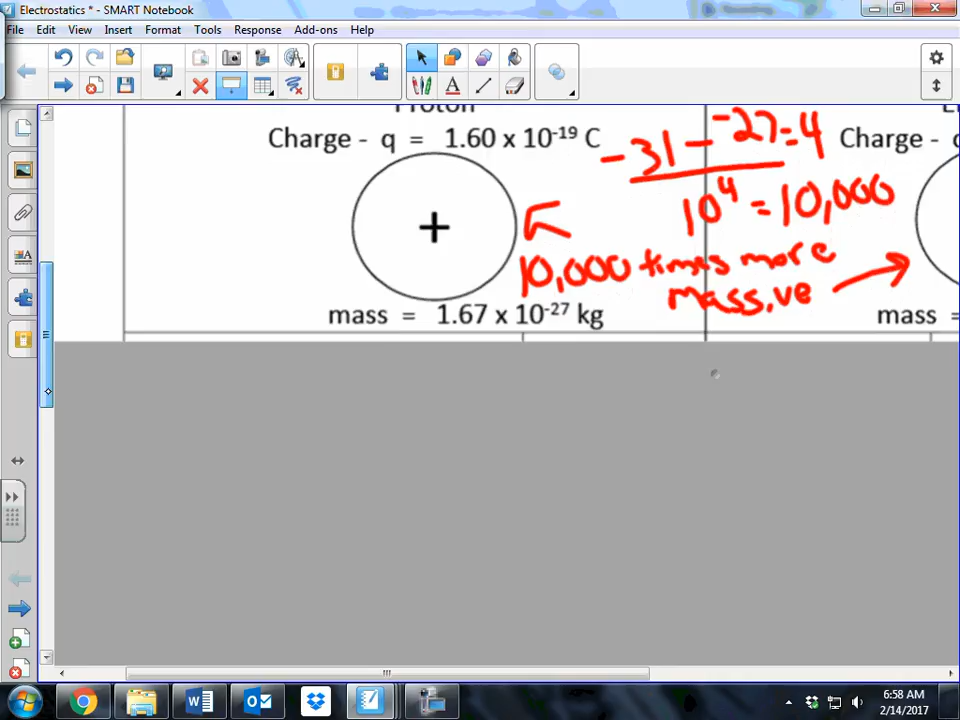 Electrostatics * - SMART Notebook
File Edit View Insert Format Tools Response Add-ons Help
Proton
Charge - q = 1.60 x 10⁻¹⁹ C
-31 - -27 = 4
Charge -
10⁴ = 10,000
+
10,000 times more
massive
mass = 1.67 x 10⁻²⁷ kg
mass =
6:58 AM
2/14/2017